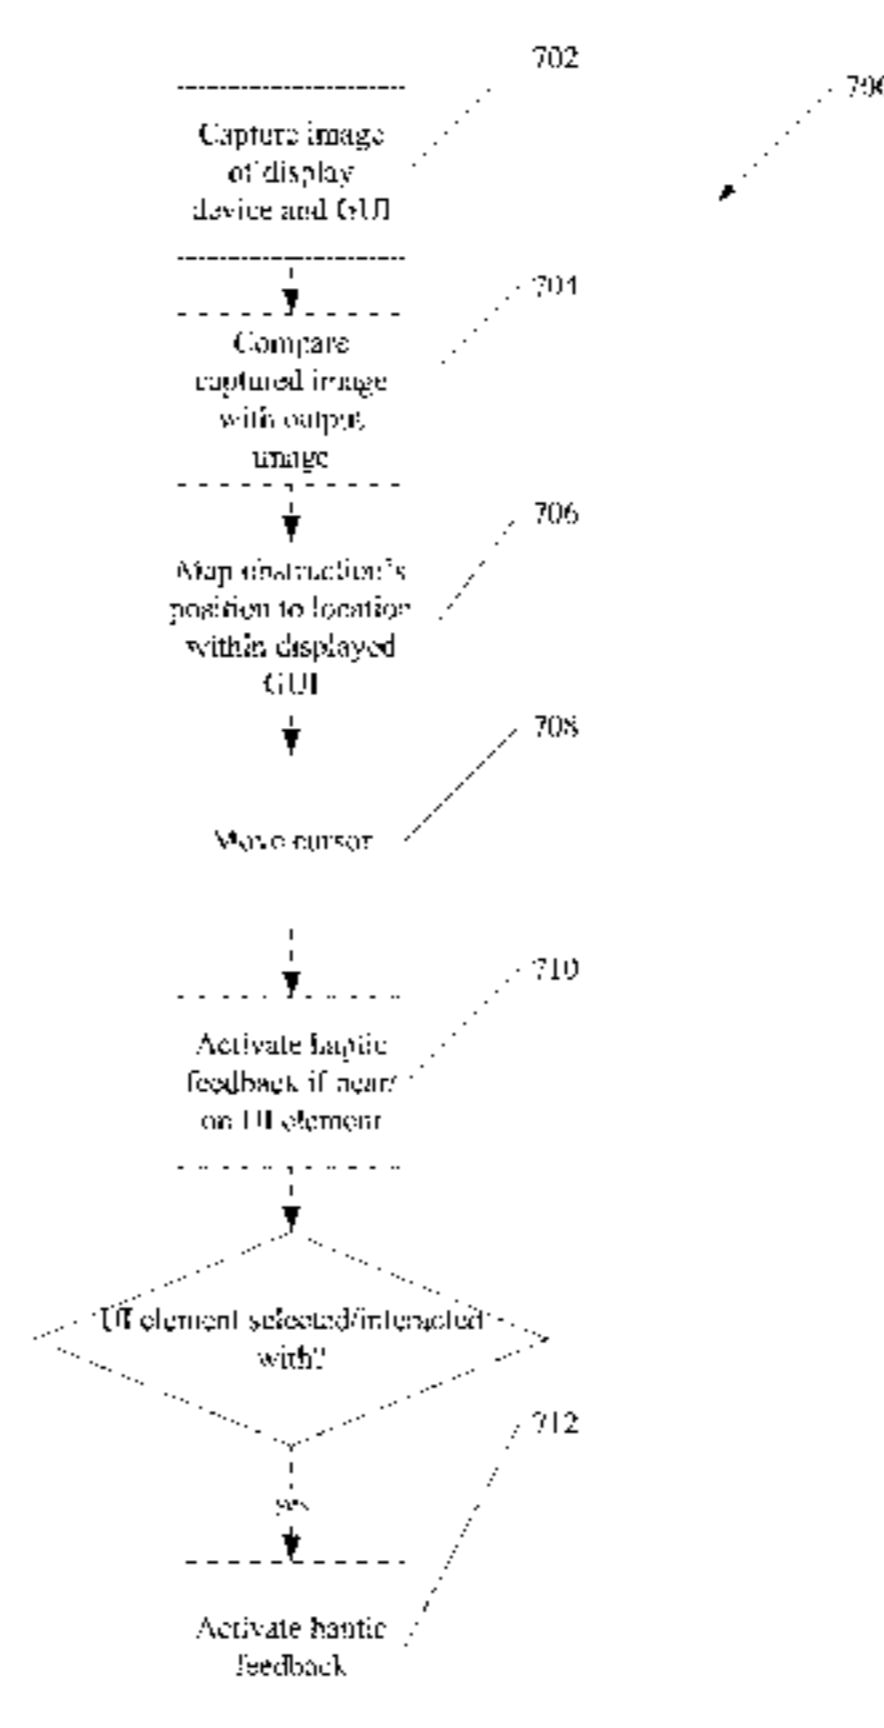 702
Capture image
of display
device and GUI
704
Compare
captured image
with output
image
706
Map obstruction's
position to location
within displayed
GUI
708
Move cursor
710
Activate haptic
feedback if near/
on UI element
UI element selected/interacted
with?
712
yes
Activate haptic
feedback